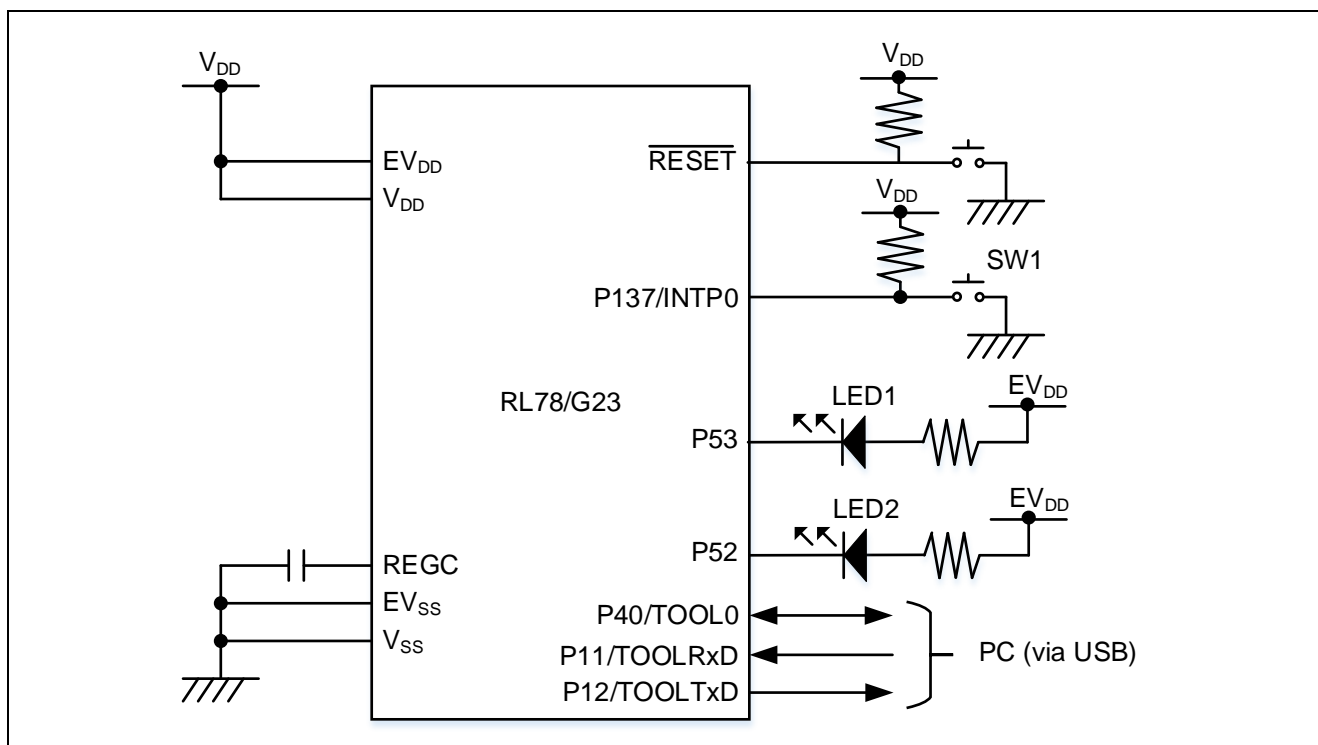 VDD
VDD
EVDD
RESET
VDD
VDD
SW1
P137/INTP0
RL78/G23
LED1
EVDD
P53
LED2
EVDD
P52
REGC
EVSS
VSS
P40/TOOL0
P11/TOOLRxD
P12/TOOLTxD
PC (via USB)